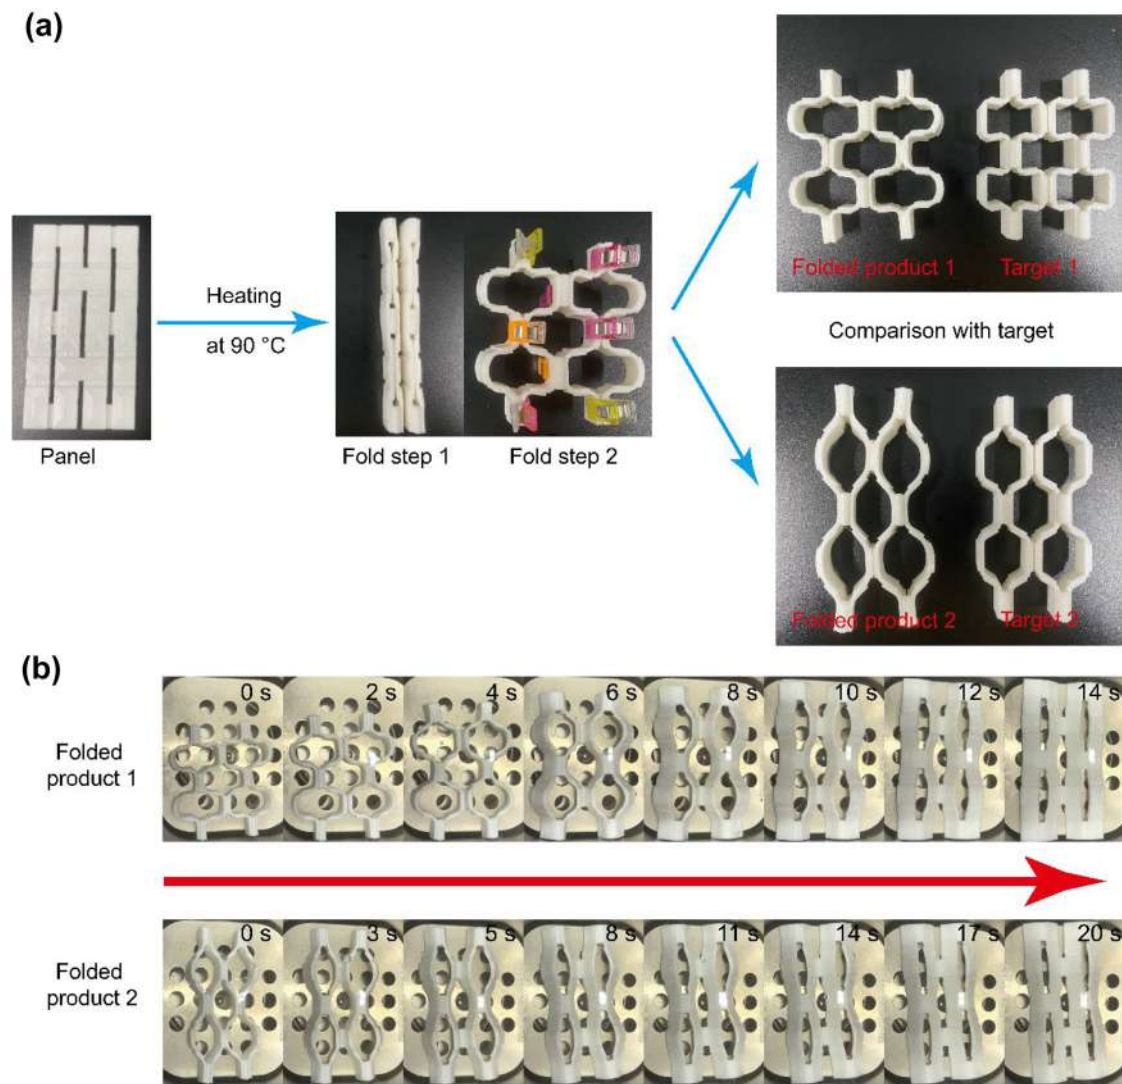 (a)
Heating
at 90 °C
Panel
Fold step 1
Fold step 2
Folded product 1
Target 1
Comparison with target
Folded product 2
Target 2
(b)
Folded
product 1
0 s
2 s
4 s
6 s
8 s
10 s
12 s
14 s
Folded
product 2
0 s
3 s
5 s
8 s
11 s
14 s
17 s
20 s